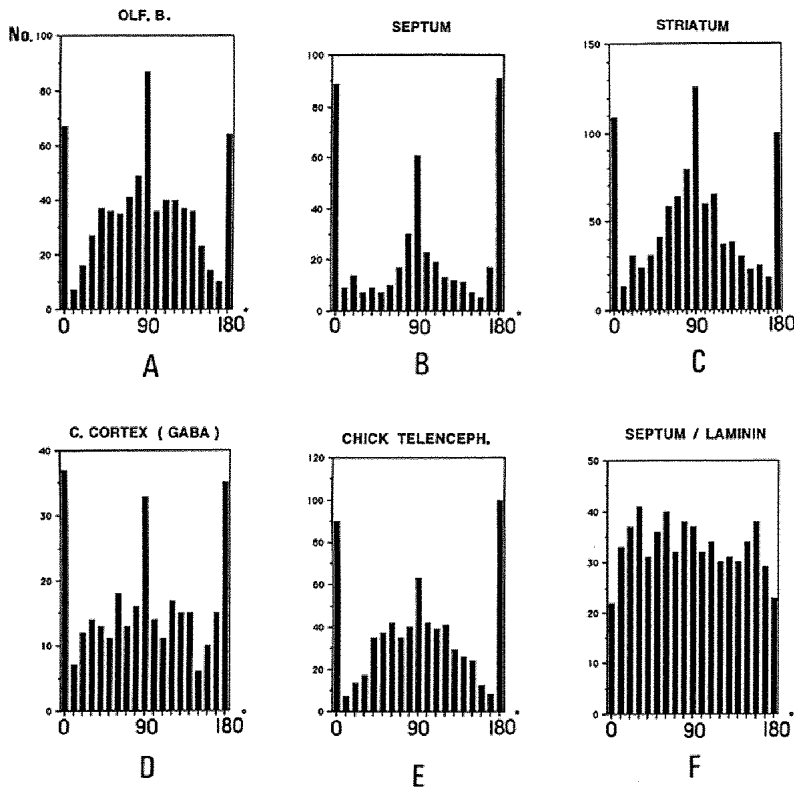 OLF. B.
No.
100
80
60
40
20
0
0 90 180 °
A
SEPTUM
100
80
60
40
20
0
0 90 180 °
B
STRIATUM
150
100
50
0
0 90 180
C
C. CORTEX ( GABA )
40
30
20
10
0
0 90 180 °
D
CHICK TELENCEPH.
120
100
80
60
40
20
0
0 90 180 °
E
SEPTUM / LAMININ
50
40
30
20
10
0
0 90 180 °
F